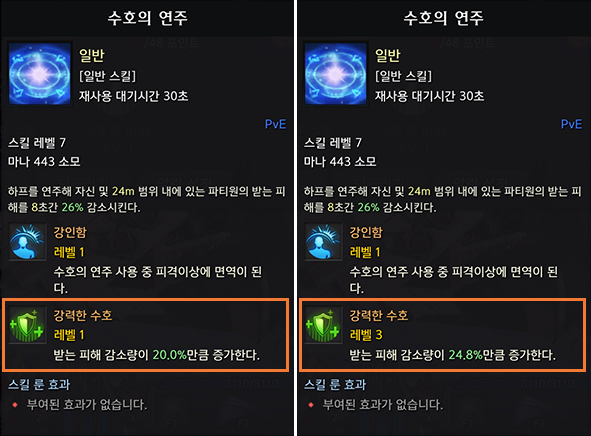 수호의 연주
일반
[일반 스킬]
재사용 대기시간 30초
PvE
스킬 레벨 7
마나 443 소모
하프를 연주해 자신 및 24m 범위 내에 있는 파티원의 받는 피
해를 8초간 26% 감소시킨다.
강인함
레벨 1
수호의 연주 사용 중 피격이상에 면역이 된
다.
강력한 수호
레벨 1
받는 피해 감소량이 20.0%만큼 증가한다.
스킬 룬 효과
부여된 효과가 없습니다.
수호의 연주
일반
[일반 스킬]
재사용 대기시간 30초
PvE
스킬 레벨 7
마나 443 소모
하프를 연주해 자신 및 24m 범위 내에 있는 파티원의 받는 피
해를 8초간 26% 감소시킨다.
강인함
레벨 1
수호의 연주 사용 중 피격이상에 면역이 된
다.
강력한 수호
레벨 3
받는 피해 감소량이 24.8%만큼 증가한다.
스킬 룬 효과
부여된 효과가 없습니다.